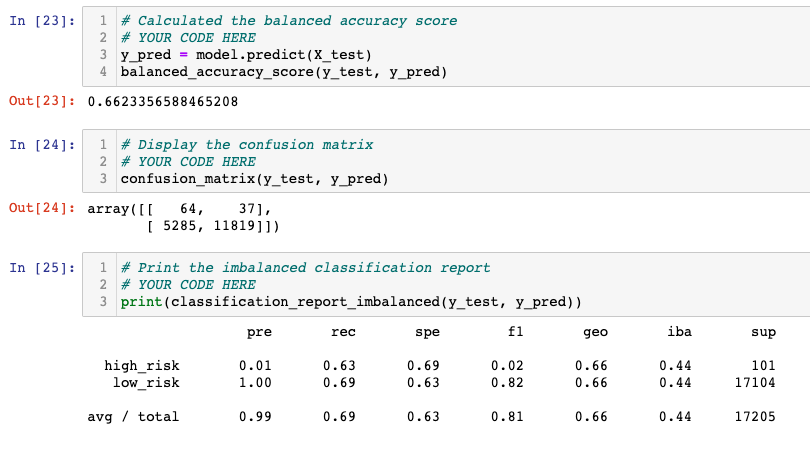 In [23]: 1 # Calculated the balanced accuracy score
2 # YOUR CODE HERE
3 y_pred = model.predict(X_test)
4 balanced_accuracy_score(y_test, y_pred)
Out[23]: 0.6623356588465208
In [24]: 1 # Display the confusion matrix
2 # YOUR CODE HERE
3 confusion_matrix(y_test, y_pred)
Out[24]: array([[   64,    37],
       [ 5285, 11819]])
In [25]: 1 # Print the imbalanced classification report
2 # YOUR CODE HERE
3 print(classification_report_imbalanced(y_test, y_pred))
pre rec spe f1 geo iba sup
high_risk 0.01 0.63 0.69 0.02 0.66 0.44 101
low_risk 1.00 0.69 0.63 0.82 0.66 0.44 17104
avg / total 0.99 0.69 0.63 0.81 0.66 0.44 17205